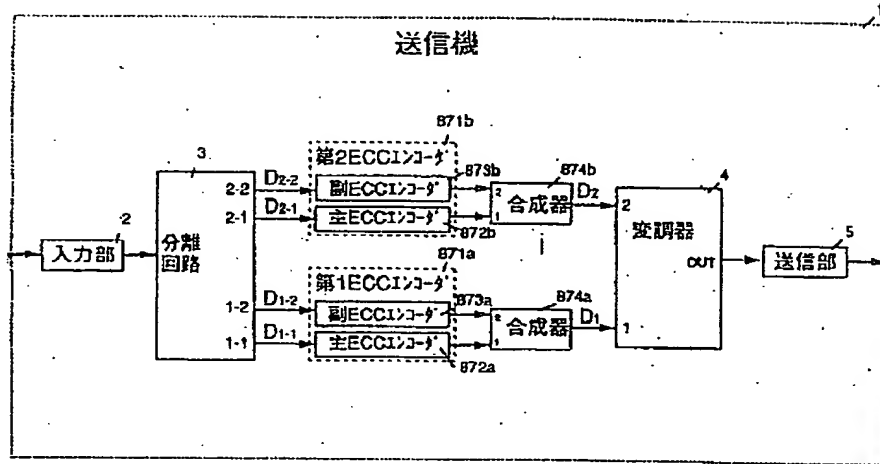 1
送信機
871b
3
第2ECCエンコーダ
873b
874b
4
2-2
D2-2
副ECCエンコーダ
2
合成器
D2
2
2-1
D2-1
主ECCエンコーダ
1
872b
変調器
5
2
入力部
分離
回路
871a
OUT
送信部
第1ECCエンコーダ
873a
874a
1-2
D1-2
副ECCエンコーダ
2
合成器
D1
1
1-1
D1-1
主ECCエンコーダ
1
872a